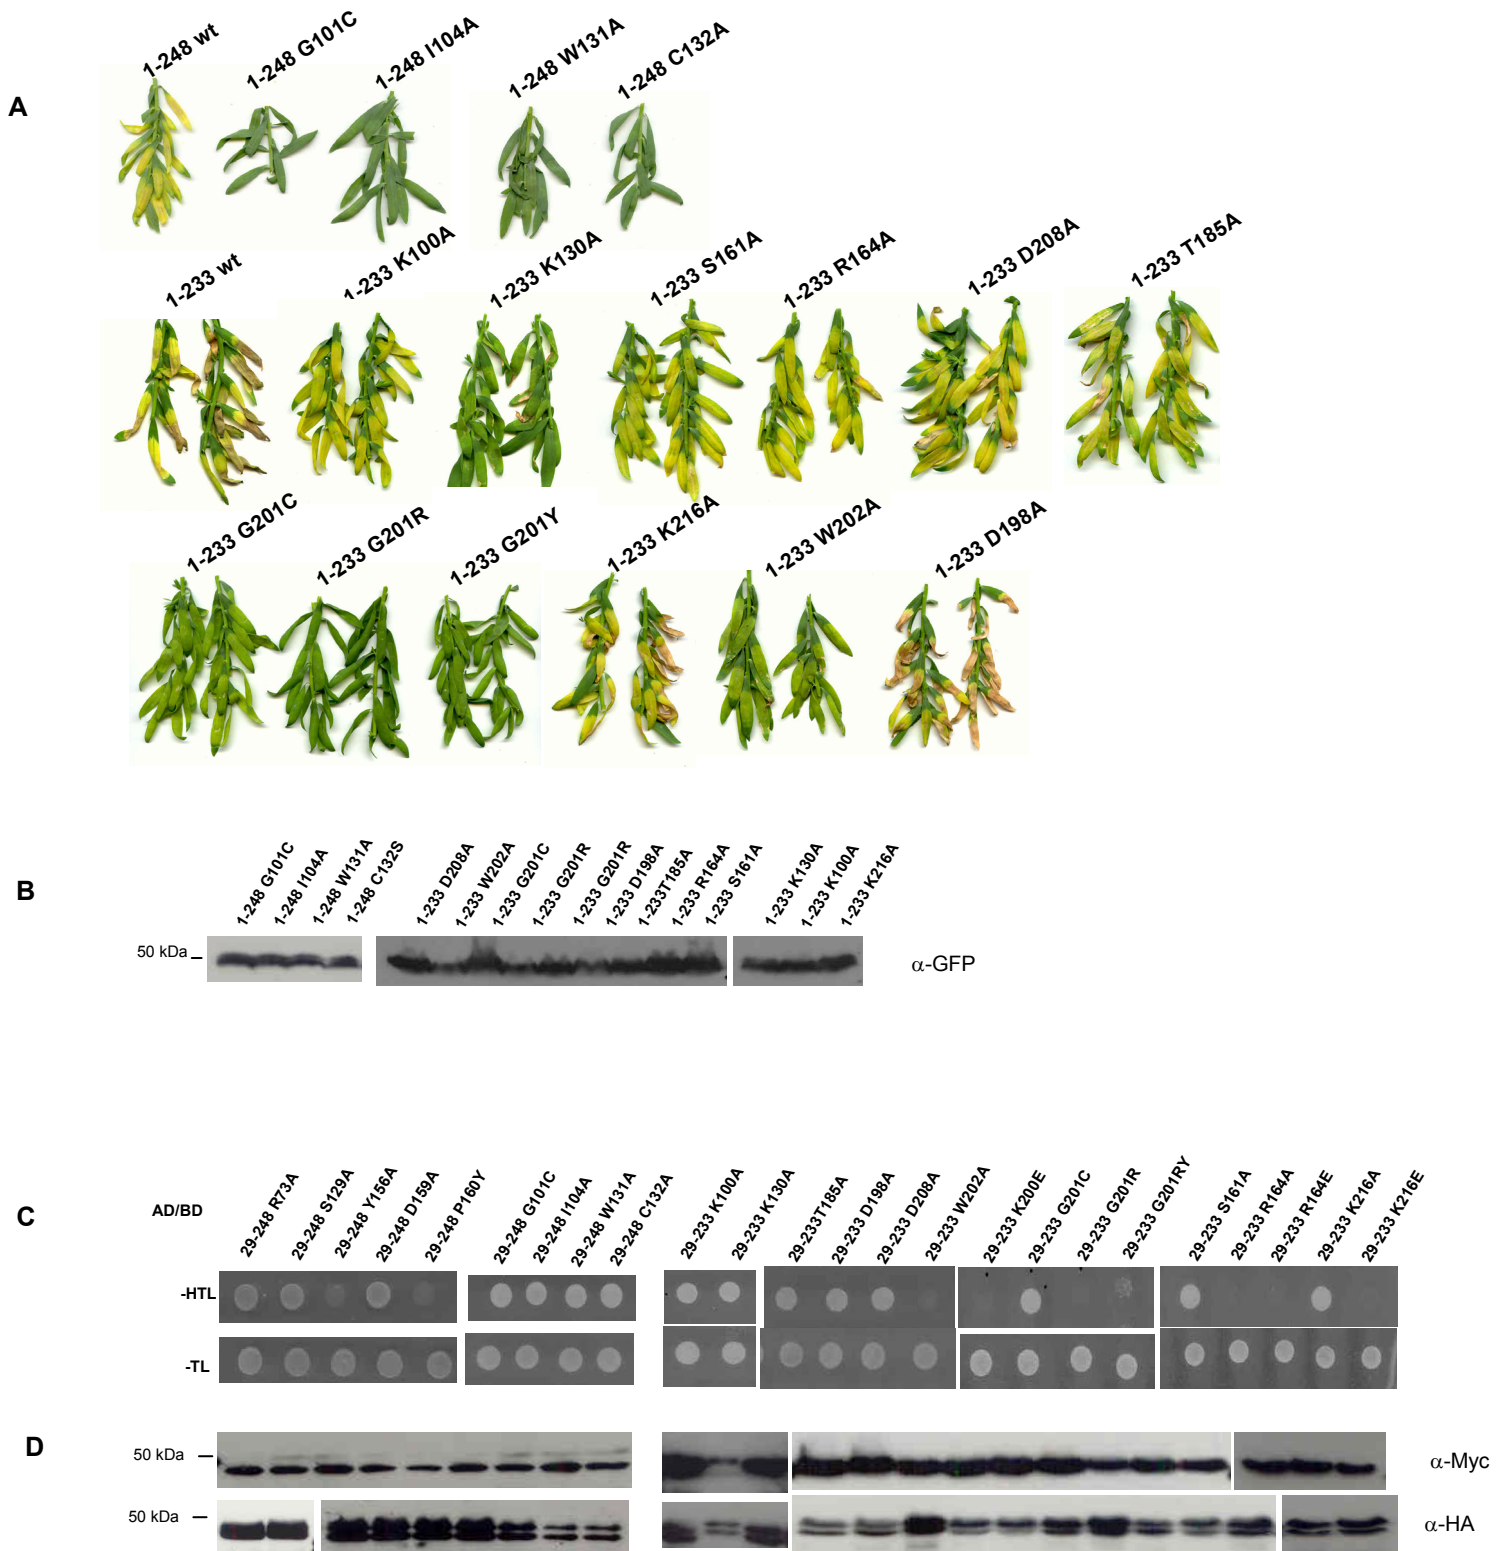 A
1-248 wt
1-248 G101C
1-248 I104A
1-248 W131A
1-248 C132A
1-233 wt
1-233 K100A
1-233 K130A
1-233 S161A
1-233 R164A
1-233 D208A
1-233 T185A
1-233 G201C
1-233 G201R
1-233 G201Y
1-233 K216A
1-233 W202A
1-233 D198A
B
1-248 G101C
1-248 I104A
1-248 W131A
1-248 C132S
1-233 D208A
1-233 W202A
1-233 G201C
1-233 G201R
1-233 G201R
1-233 D198A
1-233T185A
1-233 R164A
1-233 S161A
1-233 K130A
1-233 K100A
1-233 K216A
50 kDa
α-GFP
C
AD/BD
29-248 R73A
29-248 S129A
29-248 Y156A
29-248 D159A
29-248 P160Y
29-248 G101C
29-248 I104A
29-248 W131A
29-248 C132A
29-233 K100A
29-233 K130A
29-233T185A
29-233 D198A
29-233 D208A
29-233 W202A
29-233 K200E
29-233 G201C
29-233 G201R
29-233 G201RY
29-233 S161A
29-233 R164A
29-233 R164E
29-233 K216A
29-233 K216E
-HTL
-TL
D
50 kDa
α-Myc
50 kDa
α-HA